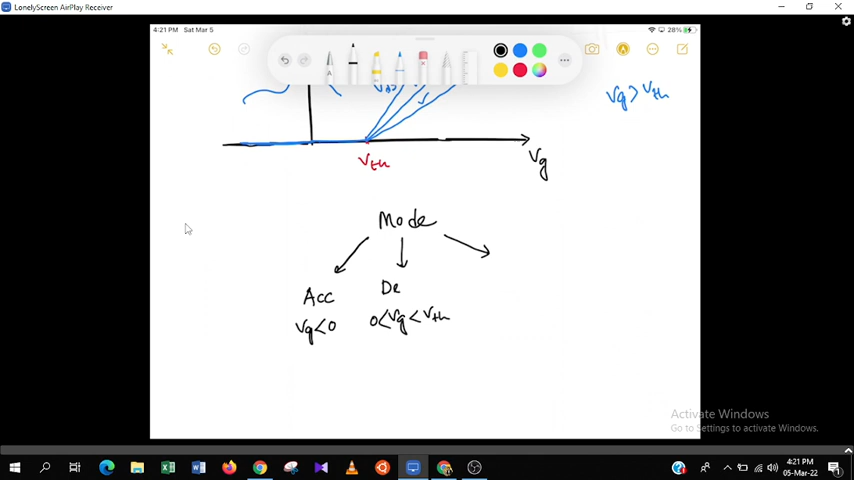 LonelyScreen AirPlay Receiver
4:21 PM Sat Mar 5
28%
Vg > Vth
Vth
Vg
Mode
Acc
De
Vg<0
0<Vg<Vth
Activate Windows
Go to Settings to activate Windows.
4:21 PM
05-Mar-22